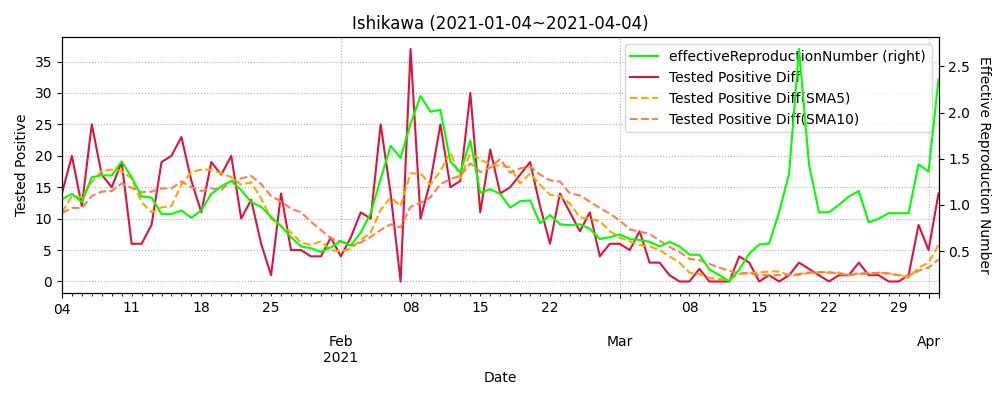 Ishikawa (2021-01-04~2021-04-04)
effectiveReproductionNumber (right)
Tested Positive Diff
Tested Positive Diff(SMA5)
Tested Positive Diff(SMA10)
Tested Positive
35
30
25
20
15
10
5
0
Effective Reproduction Number
2.5
2.0
1.5
1.0
0.5
04 11 18 25 08 15 22 08 15 22 29
Feb Mar Apr
2021
Date